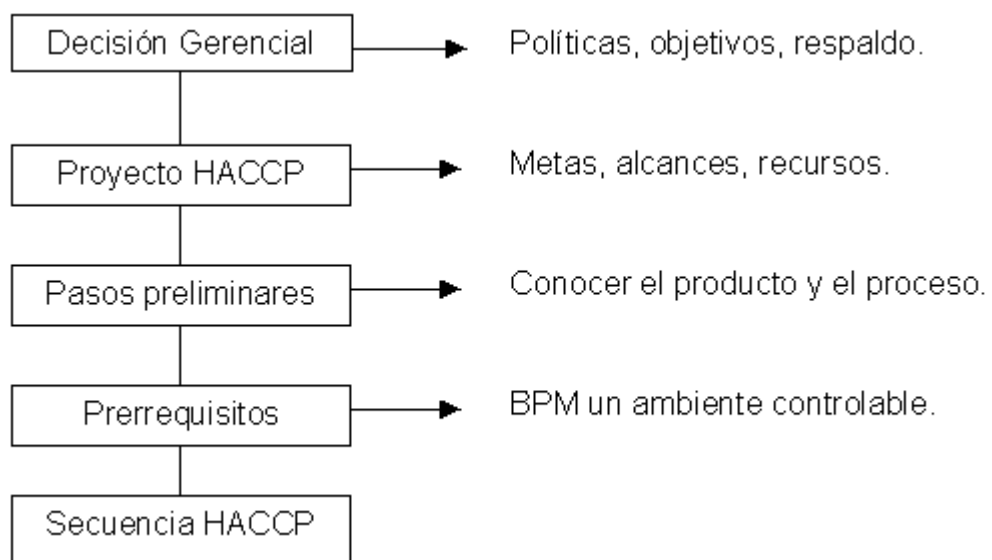 Decisión Gerencial
Políticas, objetivos, respaldo.
Proyecto HACCP
Metas, alcances, recursos.
Pasos preliminares
Conocer el producto y el proceso.
Prerrequisitos
BPM un ambiente controlable.
Secuencia HACCP